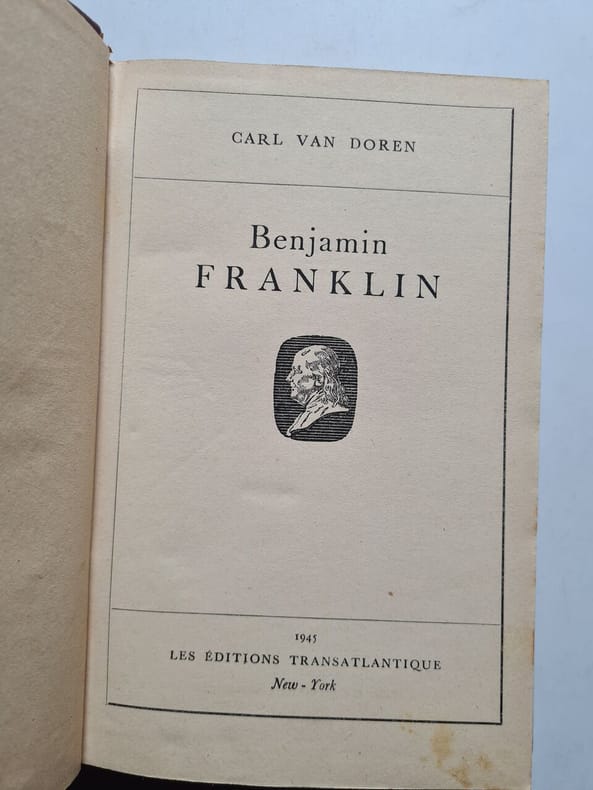 CARL VAN DOREN
Benjamin
FRANKLIN
1945
LES ÉDITIONS TRANSATLANTIQUE
New - York